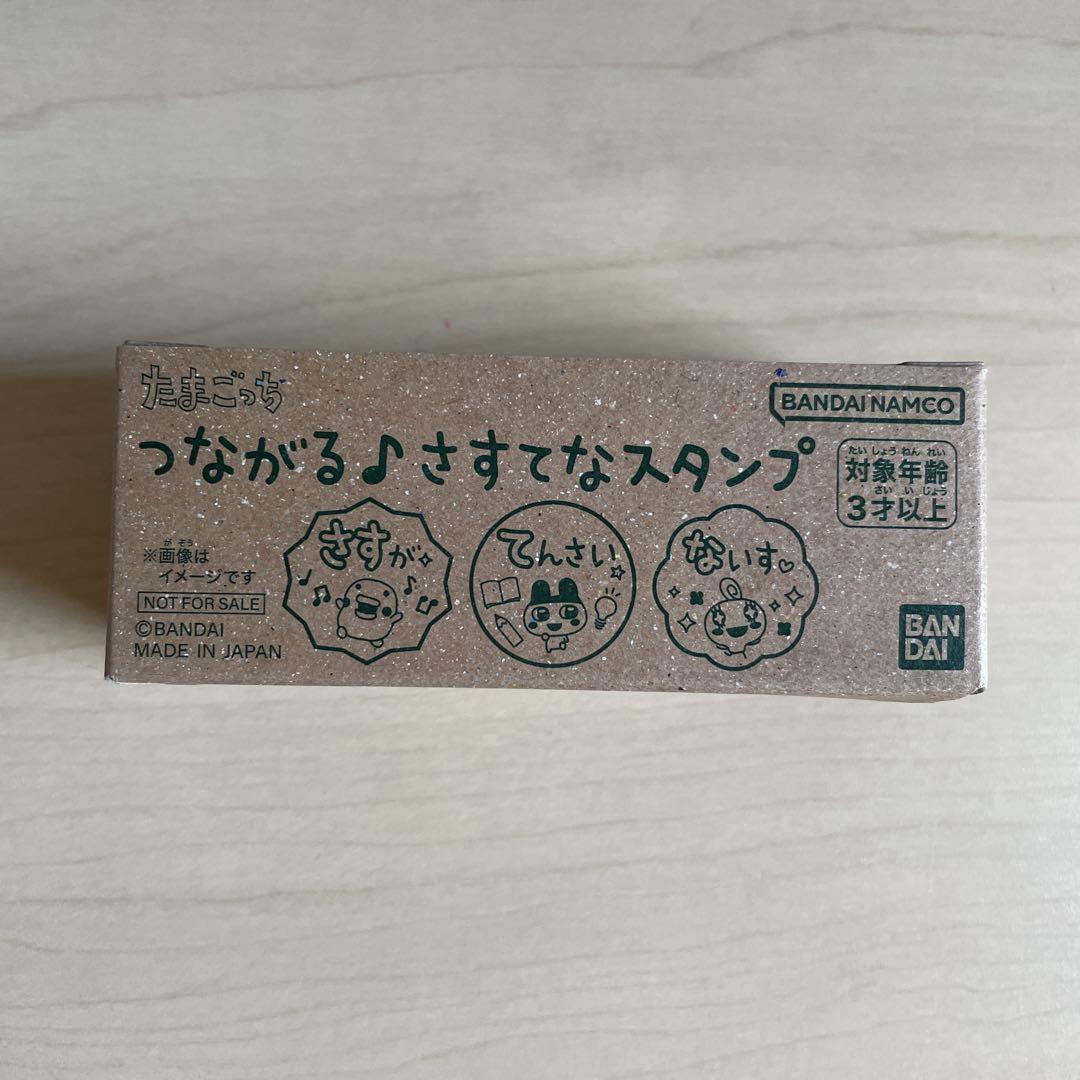 たまごっち
BANDAI NAMCO
つながる♪さすてなスタンプ
たいしょうねんれい
対象年齢
さいいじょう
3才以上
さすが
てんさい
ないす♡
がぞう
※画像は
イメージです
NOT FOR SALE
©BANDAI
MADE IN JAPAN
BAN
DAI